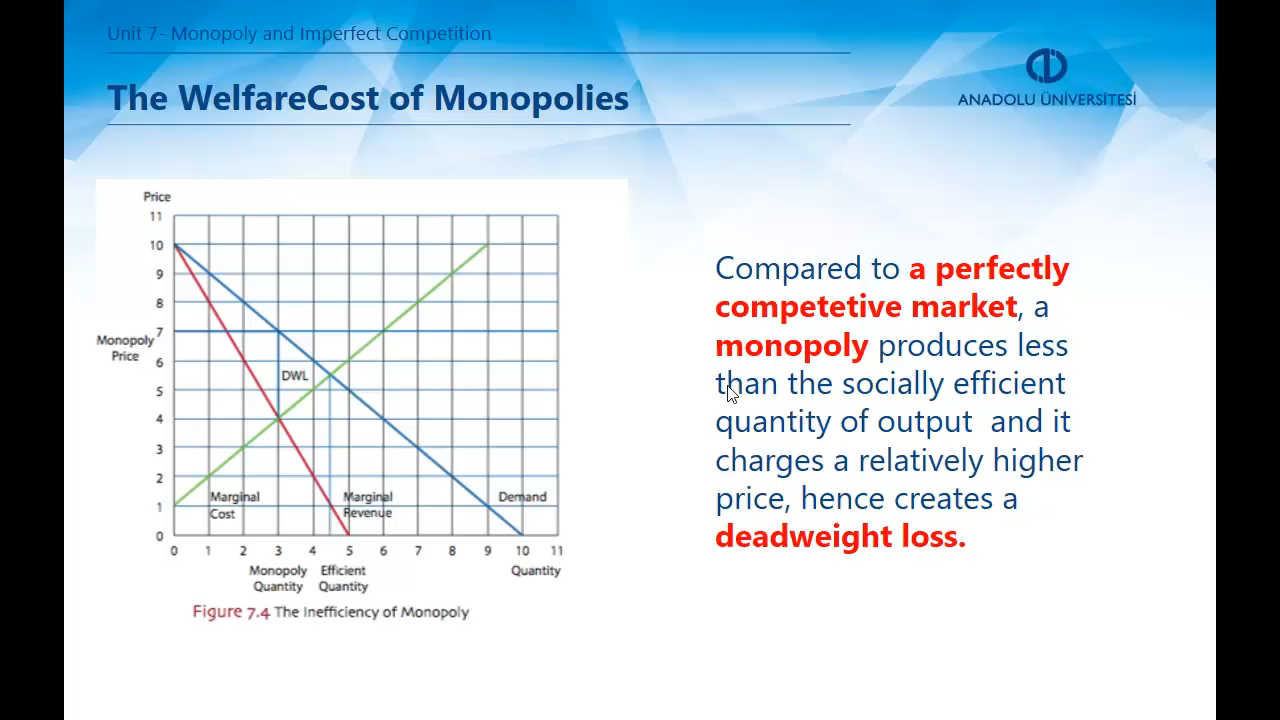 Unit 7- Monopoly and Imperfect Competition
The WelfareCost of Monopolies
ANADOLU ÜNİVERSİTESİ
Price
11
10
9
8
Monopoly 7
Price
6
5
4
3
2
1
0
DWL
Marginal
Cost
Marginal
Revenue
Demand
0 1 2 3 4 5 6 7 8 9 10 11
Monopoly
Quantity
Efficient
Quantity
Quantity
Figure 7.4 The Inefficiency of Monopoly
Compared to a perfectly
competetive market, a
monopoly produces less
than the socially efficient
quantity of output and it
charges a relatively higher
price, hence creates a
deadweight loss.